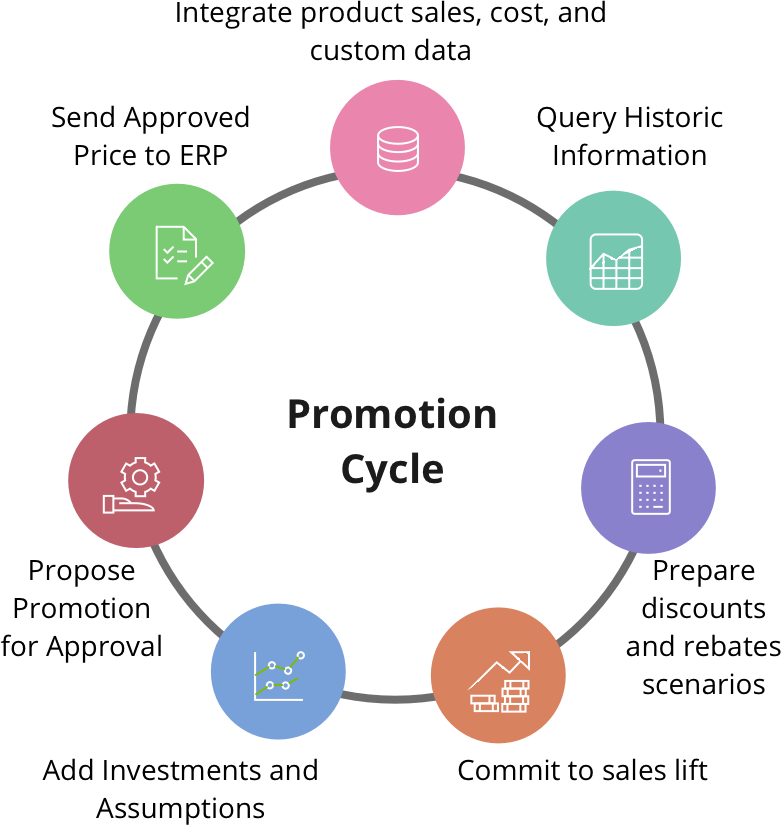 Integrate product sales, cost, and
custom data
Send Approved
Price to ERP
Query Historic
Information
Promotion
Cycle
Propose
Promotion
for Approval
Prepare
discounts
and rebates
scenarios
Add Investments and
Assumptions
Commit to sales lift